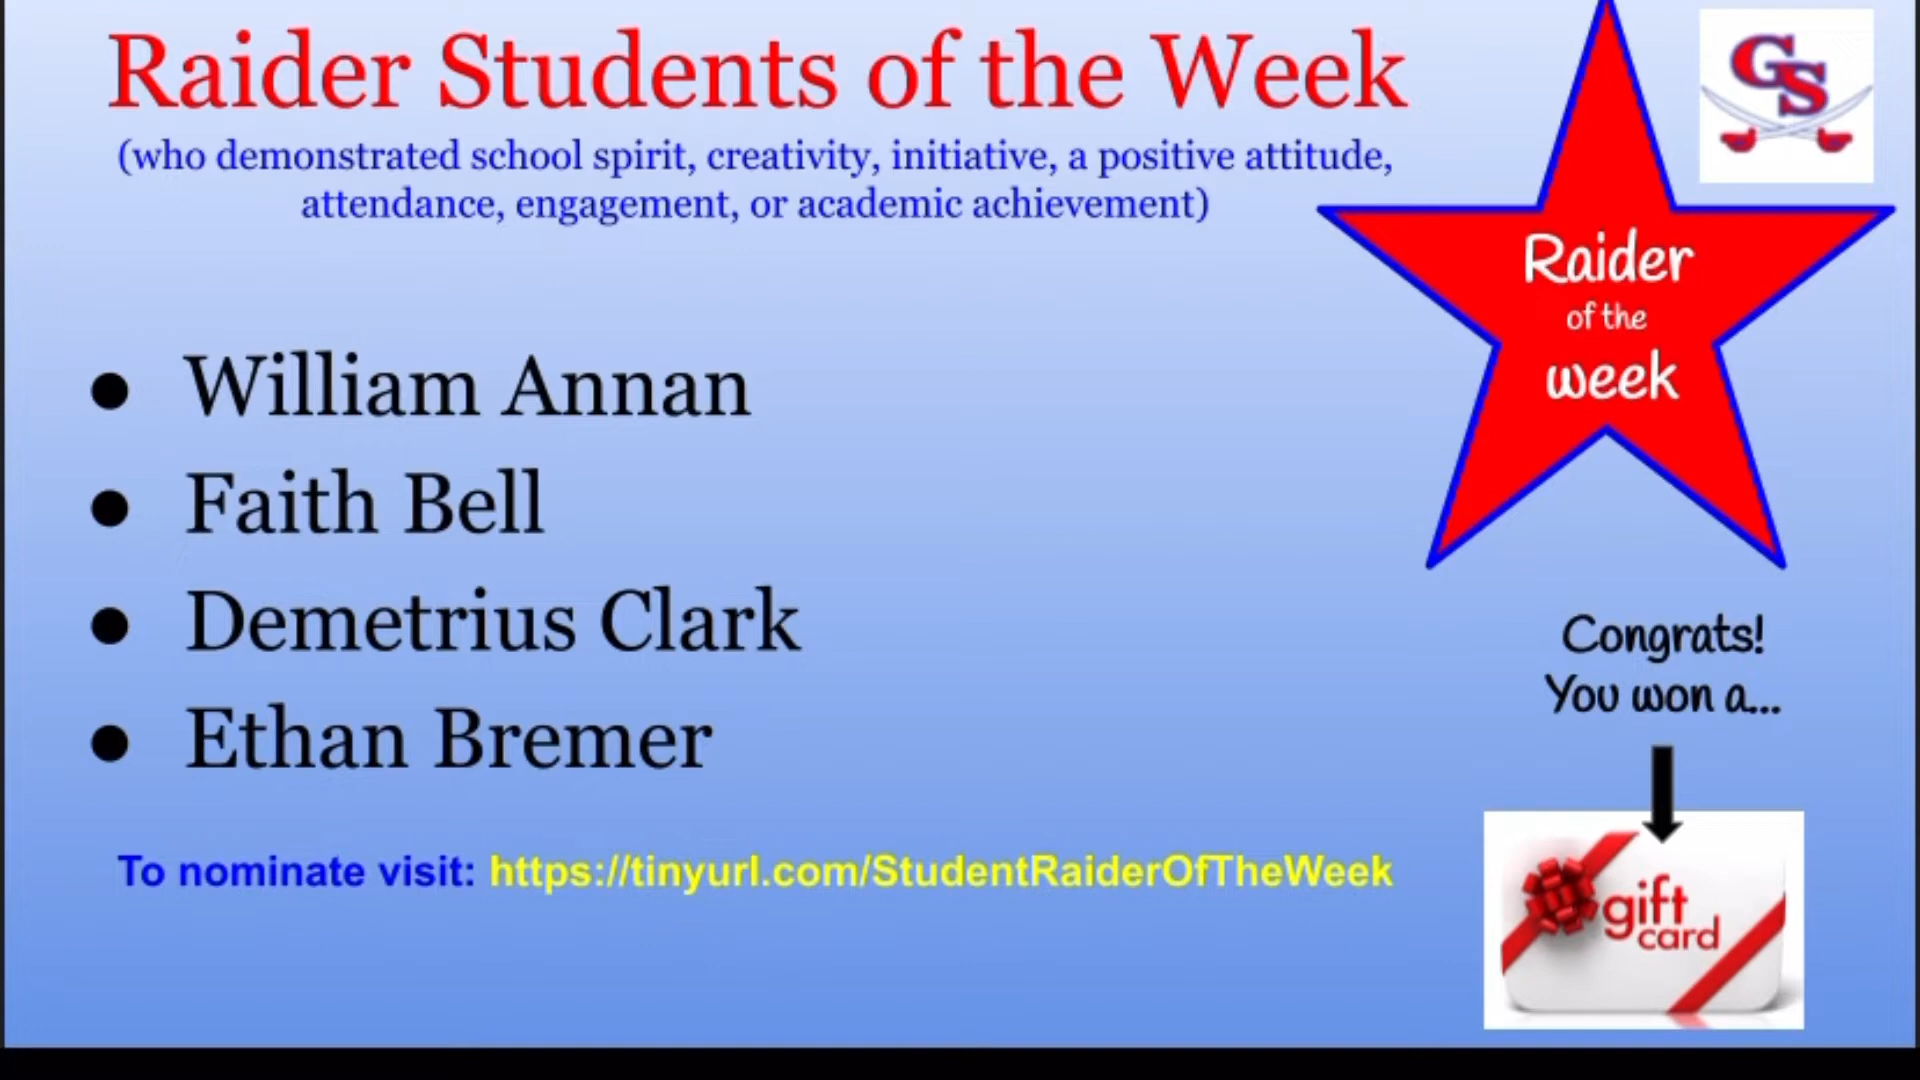 Raider Students of the Week
(who demonstrated school spirit, creativity, initiative, a positive attitude,
attendance, engagement, or academic achievement)
GS
Raider
of the
week
● William Annan
● Faith Bell
● Demetrius Clark
● Ethan Bremer
Congrats!
You won a...
To nominate visit: https://tinyurl.com/StudentRaiderOfTheWeek
gift
card